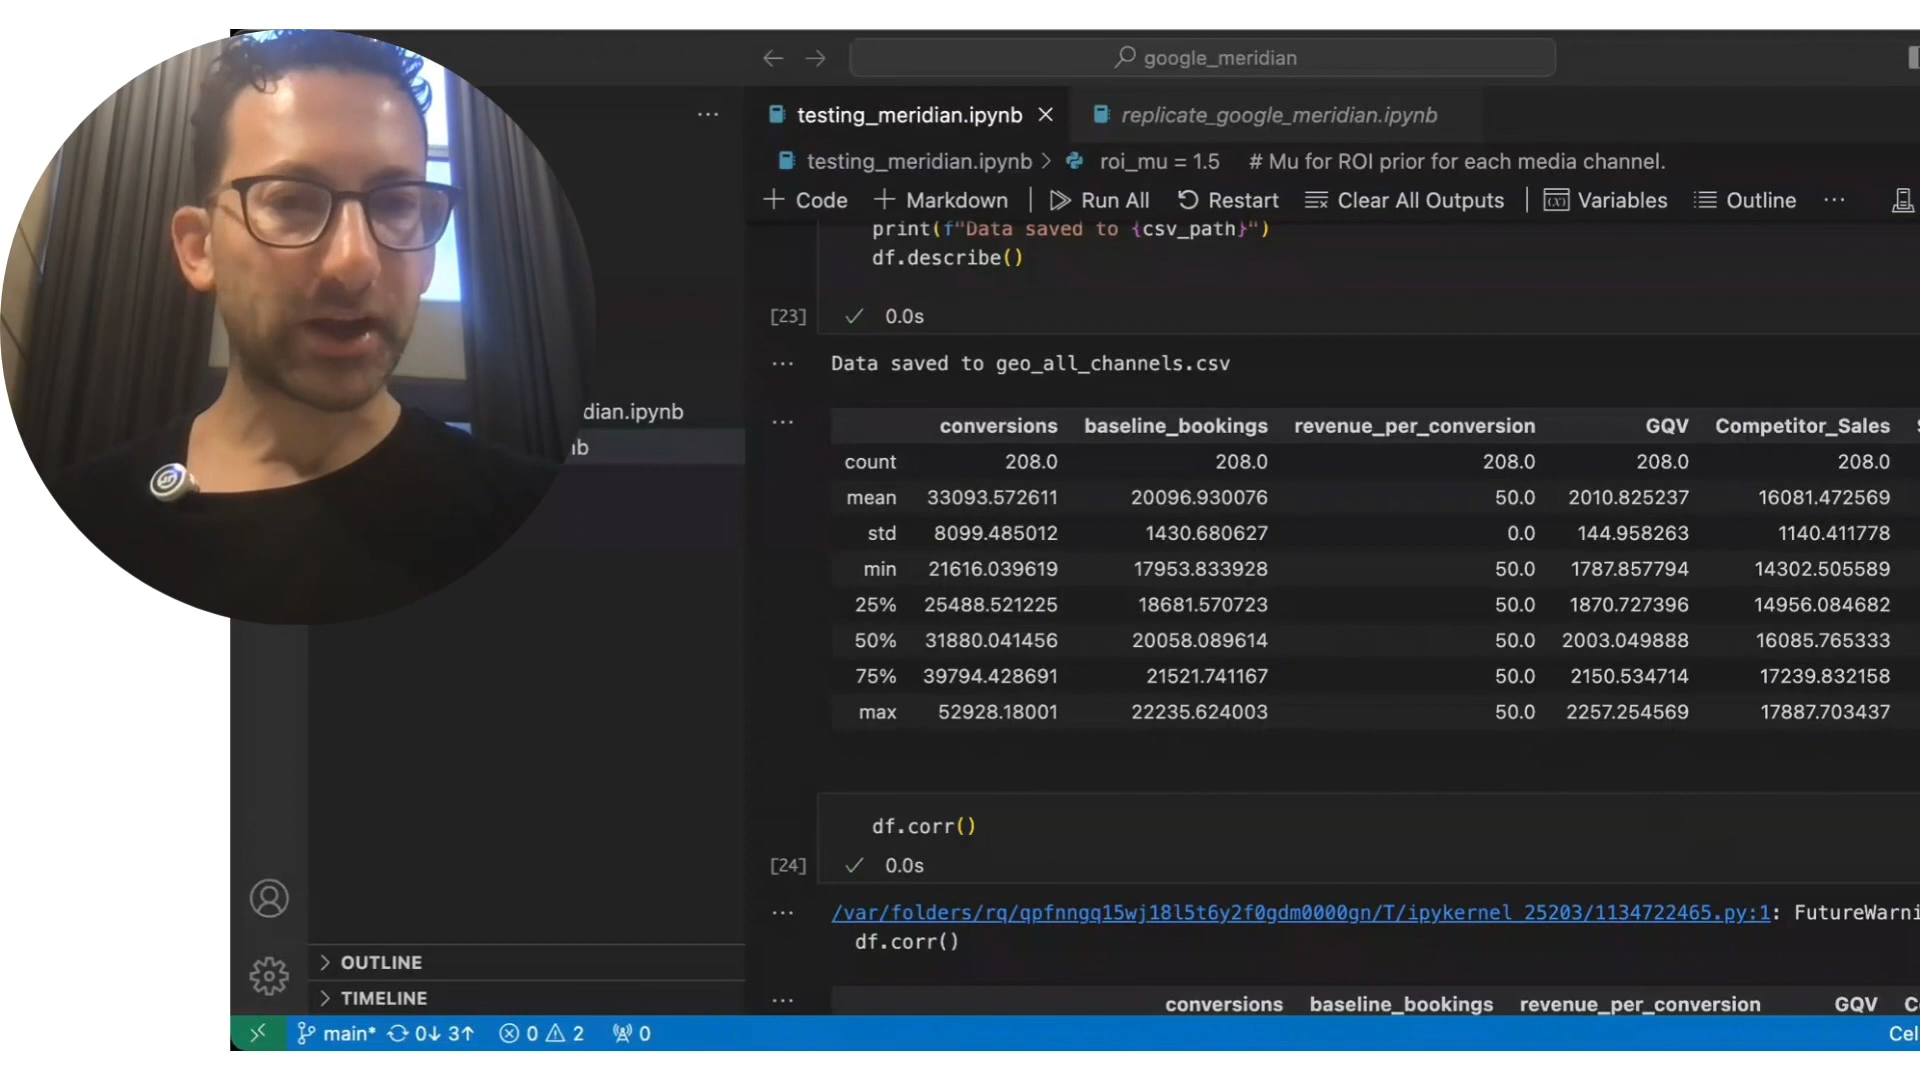 google_meridian
testing_meridian.ipynb
replicate_google_meridian.ipynb
testing_meridian.ipynb > roi_mu = 1.5 # Mu for ROI prior for each media channel.
+ Code + Markdown | Run All Restart Clear All Outputs | Variables Outline ...
print(f"Data saved to {csv_path}")
df.describe()
[23] 0.0s
Data saved to geo_all_channels.csv
dian.ipynb
ib
conversions baseline_bookings revenue_per_conversion GQV Competitor_Sales
count 208.0 208.0 208.0 208.0 208.0
mean 33093.572611 20096.930076 50.0 2010.825237 16081.472569
std 8099.485012 1430.680627 0.0 144.958263 1140.411778
min 21616.039619 17953.833928 50.0 1787.857794 14302.505589
25% 25488.521225 18681.570723 50.0 1870.727396 14956.084682
50% 31880.041456 20058.089614 50.0 2003.049888 16085.765333
75% 39794.428691 21521.741167 50.0 2150.534714 17239.832158
max 52928.18001 22235.624003 50.0 2257.254569 17887.703437
df.corr()
[24] 0.0s
/var/folders/rq/qpfnngq15wj18l5t6y2f0gdm0000gn/T/ipykernel_25203/1134722465.py:1: FutureWarni
df.corr()
conversions baseline_bookings revenue_per_conversion GQV C
OUTLINE
TIMELINE
main* 0↓ 3↑ 0 2 0
Cel